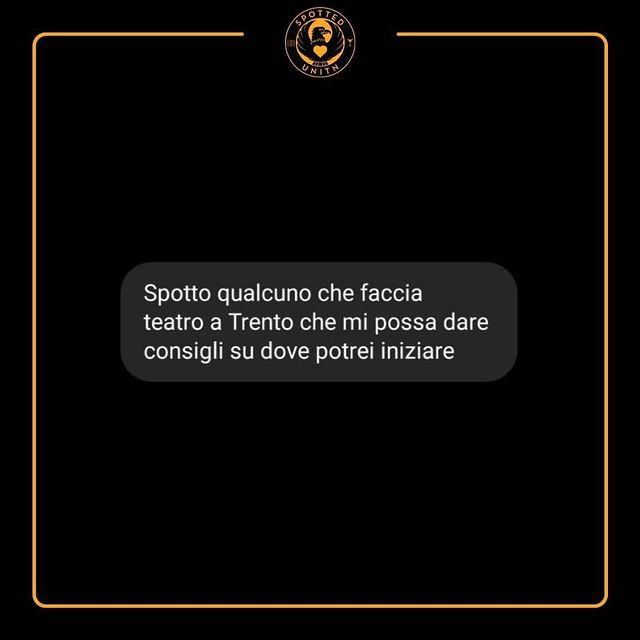 SPOTTED
UNITN
Spotto qualcuno che faccia
teatro a Trento che mi possa dare
consigli su dove potrei iniziare